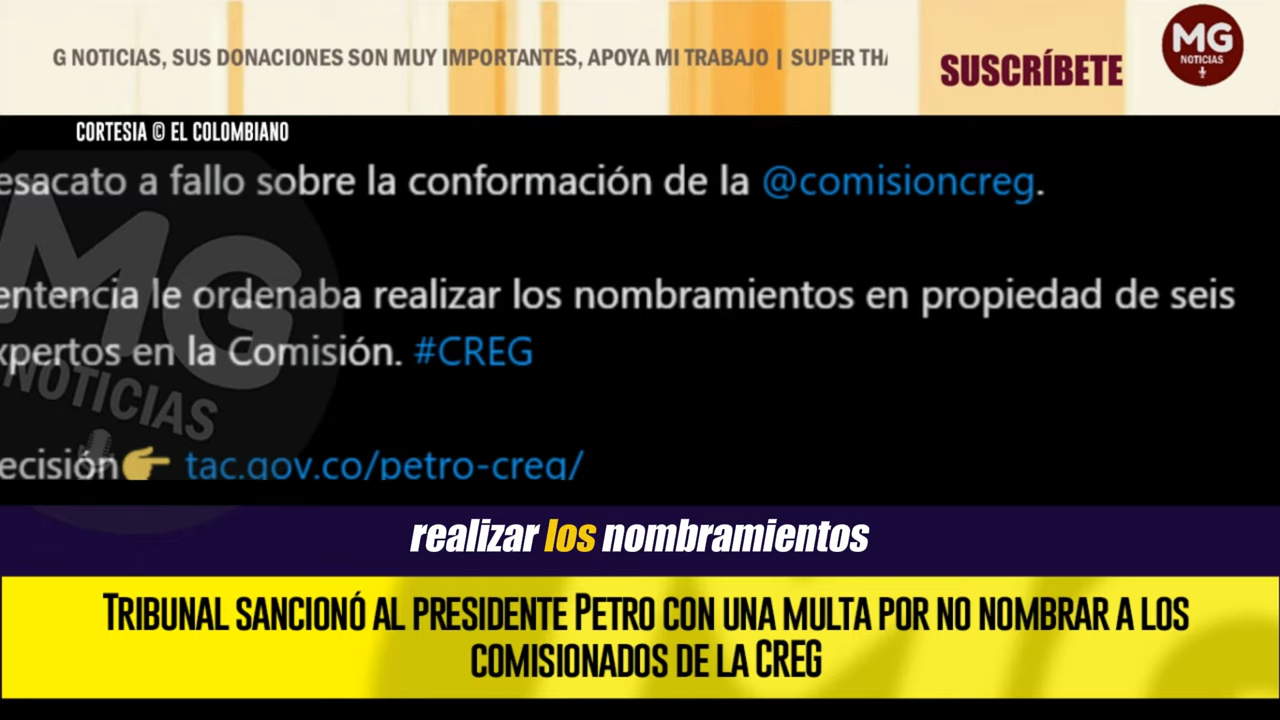 G NOTICIAS, SUS DONACIONES SON MUY IMPORTANTES, APOYA MI TRABAJO | SUPER THA
SUSCRÍBETE
MG
NOTICIAS
CORTESIA © EL COLOMBIANO
esacato a fallo sobre la conformación de la @comisioncreg.
entencia le ordenaba realizar los nombramientos en propiedad de seis
xpertos en la Comisión. #CREG
ecisión👉 tac.gov.co/petro-creg/
MG
NOTICIAS
realizar los nombramientos
TRIBUNAL SANCIONÓ AL PRESIDENTE PETRO CON UNA MULTA POR NO NOMBRAR A LOS
COMISIONADOS DE LA CREG